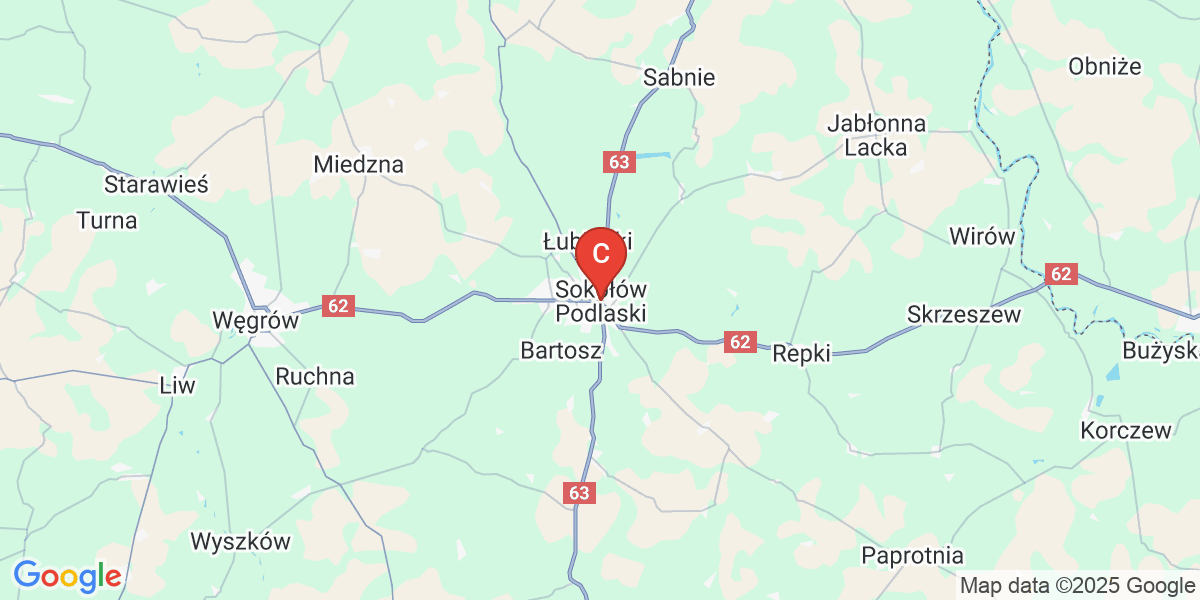 Sabnie
Obniże
Jabłonna
Lacka
63
Miedzna
Starawieś
Turna
Wirów
C
62
Sokołów
Podlaski
62
Węgrów
Skrzeszew
62
Bartosz
Repki
Bużyska
Ruchna
Liw
Korczew
63
Wyszków
Paprotnia
Google
Map data ©2025 Google